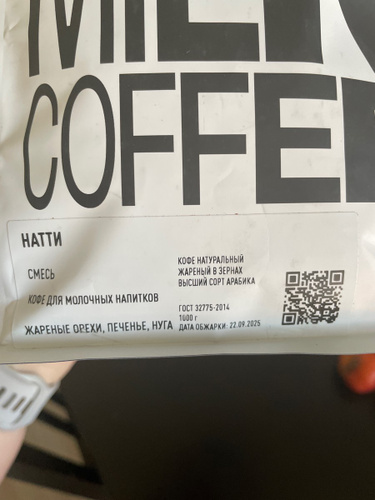 COFFEE
НАТТИ
СМЕСЬ
КОФЕ ДЛЯ МОЛОЧНЫХ НАПИТКОВ
ЖАРЕНЫЕ ОРЕХИ, ПЕЧЕНЬЕ, НУГА
КОФЕ НАТУРАЛЬНЫЙ
ЖАРЕНЫЙ В ЗЕРНАХ
ВЫСШИЙ СОРТ АРАБИКА
ГОСТ 32775-2014
1000 г
ДАТА ОБЖАРКИ: 22.09.2025